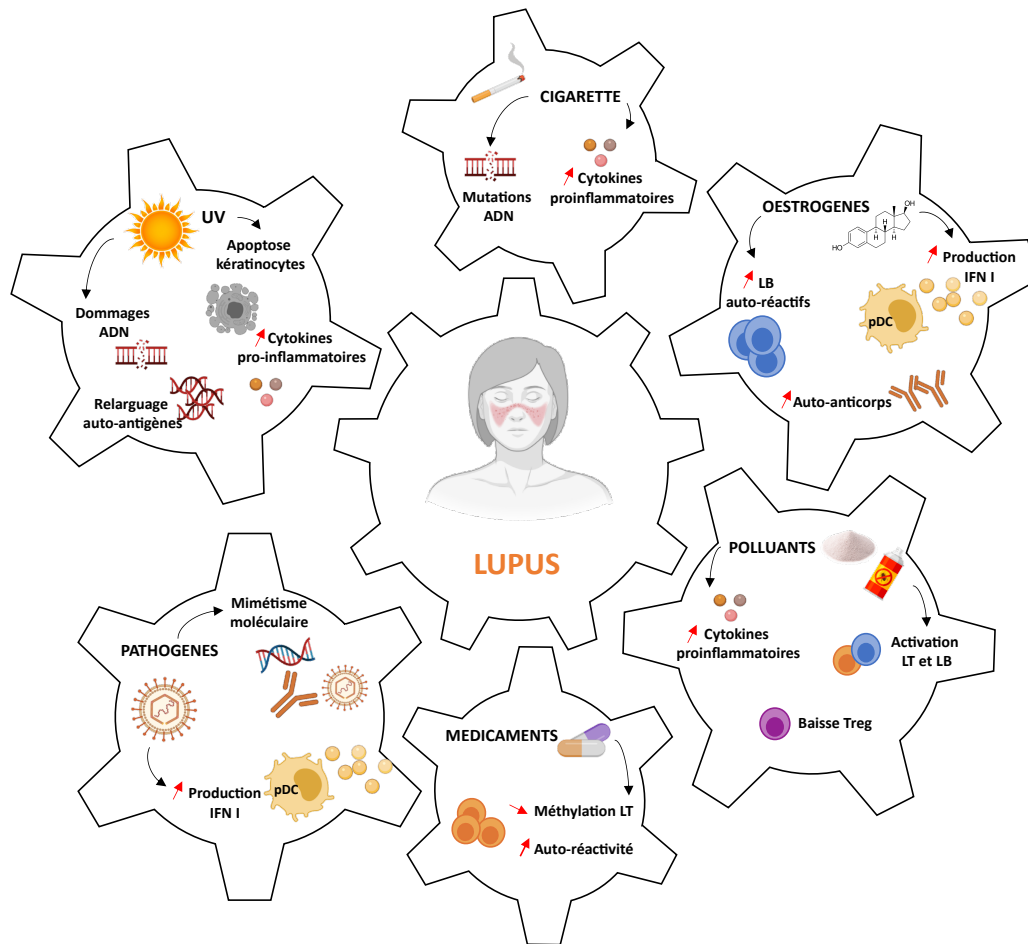 CIGARETTE
Mutations
ADN
Cytokines
proinflammatoires
UV
Apoptose
kératinocytes
Dommages
ADN
Cytokines
pro-inflammatoires
Relarguage
auto-antigènes
OESTROGENES
OH
H
H
H
HO
Production
IFN I
LB
auto-réactifs
pDC
Auto-anticorps
LUPUS
POLLUANTS
Cytokines
proinflammatoires
Activation
LT et LB
Baisse Treg
PATHOGENES
Mimétisme
moléculaire
Production
IFN I
pDC
MEDICAMENTS
Méthylation LT
Auto-réactivité